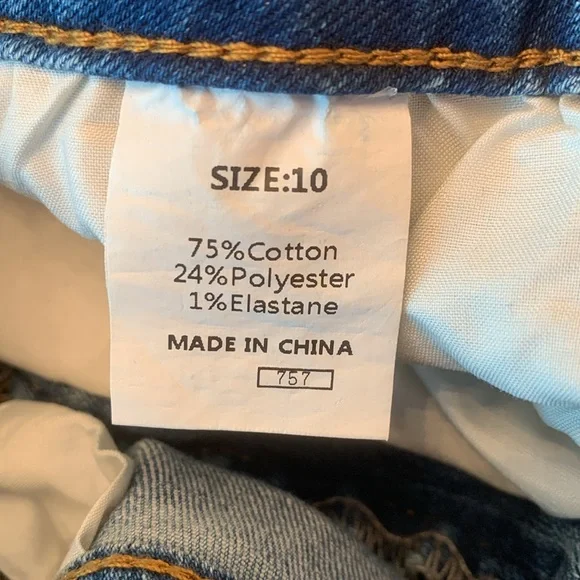 SIZE:10
75%Cotton
24%Polyester
1%Elastane
MADE IN CHINA
757